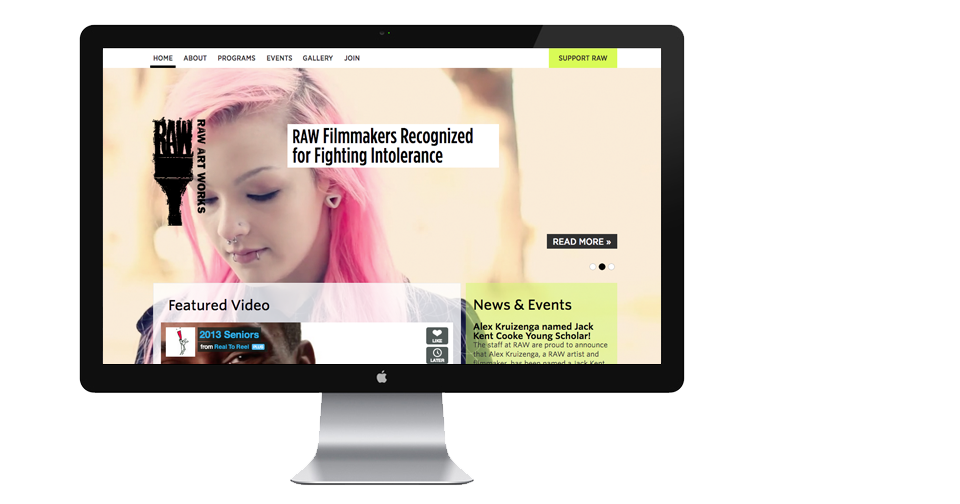 HOME ABOUT PROGRAMS EVENTS GALLERY JOIN SUPPORT RAW
RAW
RAW ART WORKS
RAW Filmmakers Recognized
for Fighting Intolerance
READ MORE »
Featured Video
2013 Seniors
from Real To Reel PLUS
LIKE
LATER
News & Events
Alex Kruizenga named Jack
Kent Cooke Young Scholar!
The staff at RAW are proud to announce
that Alex Kruizenga, a RAW artist and
filmmaker, has been named a Jack Kent